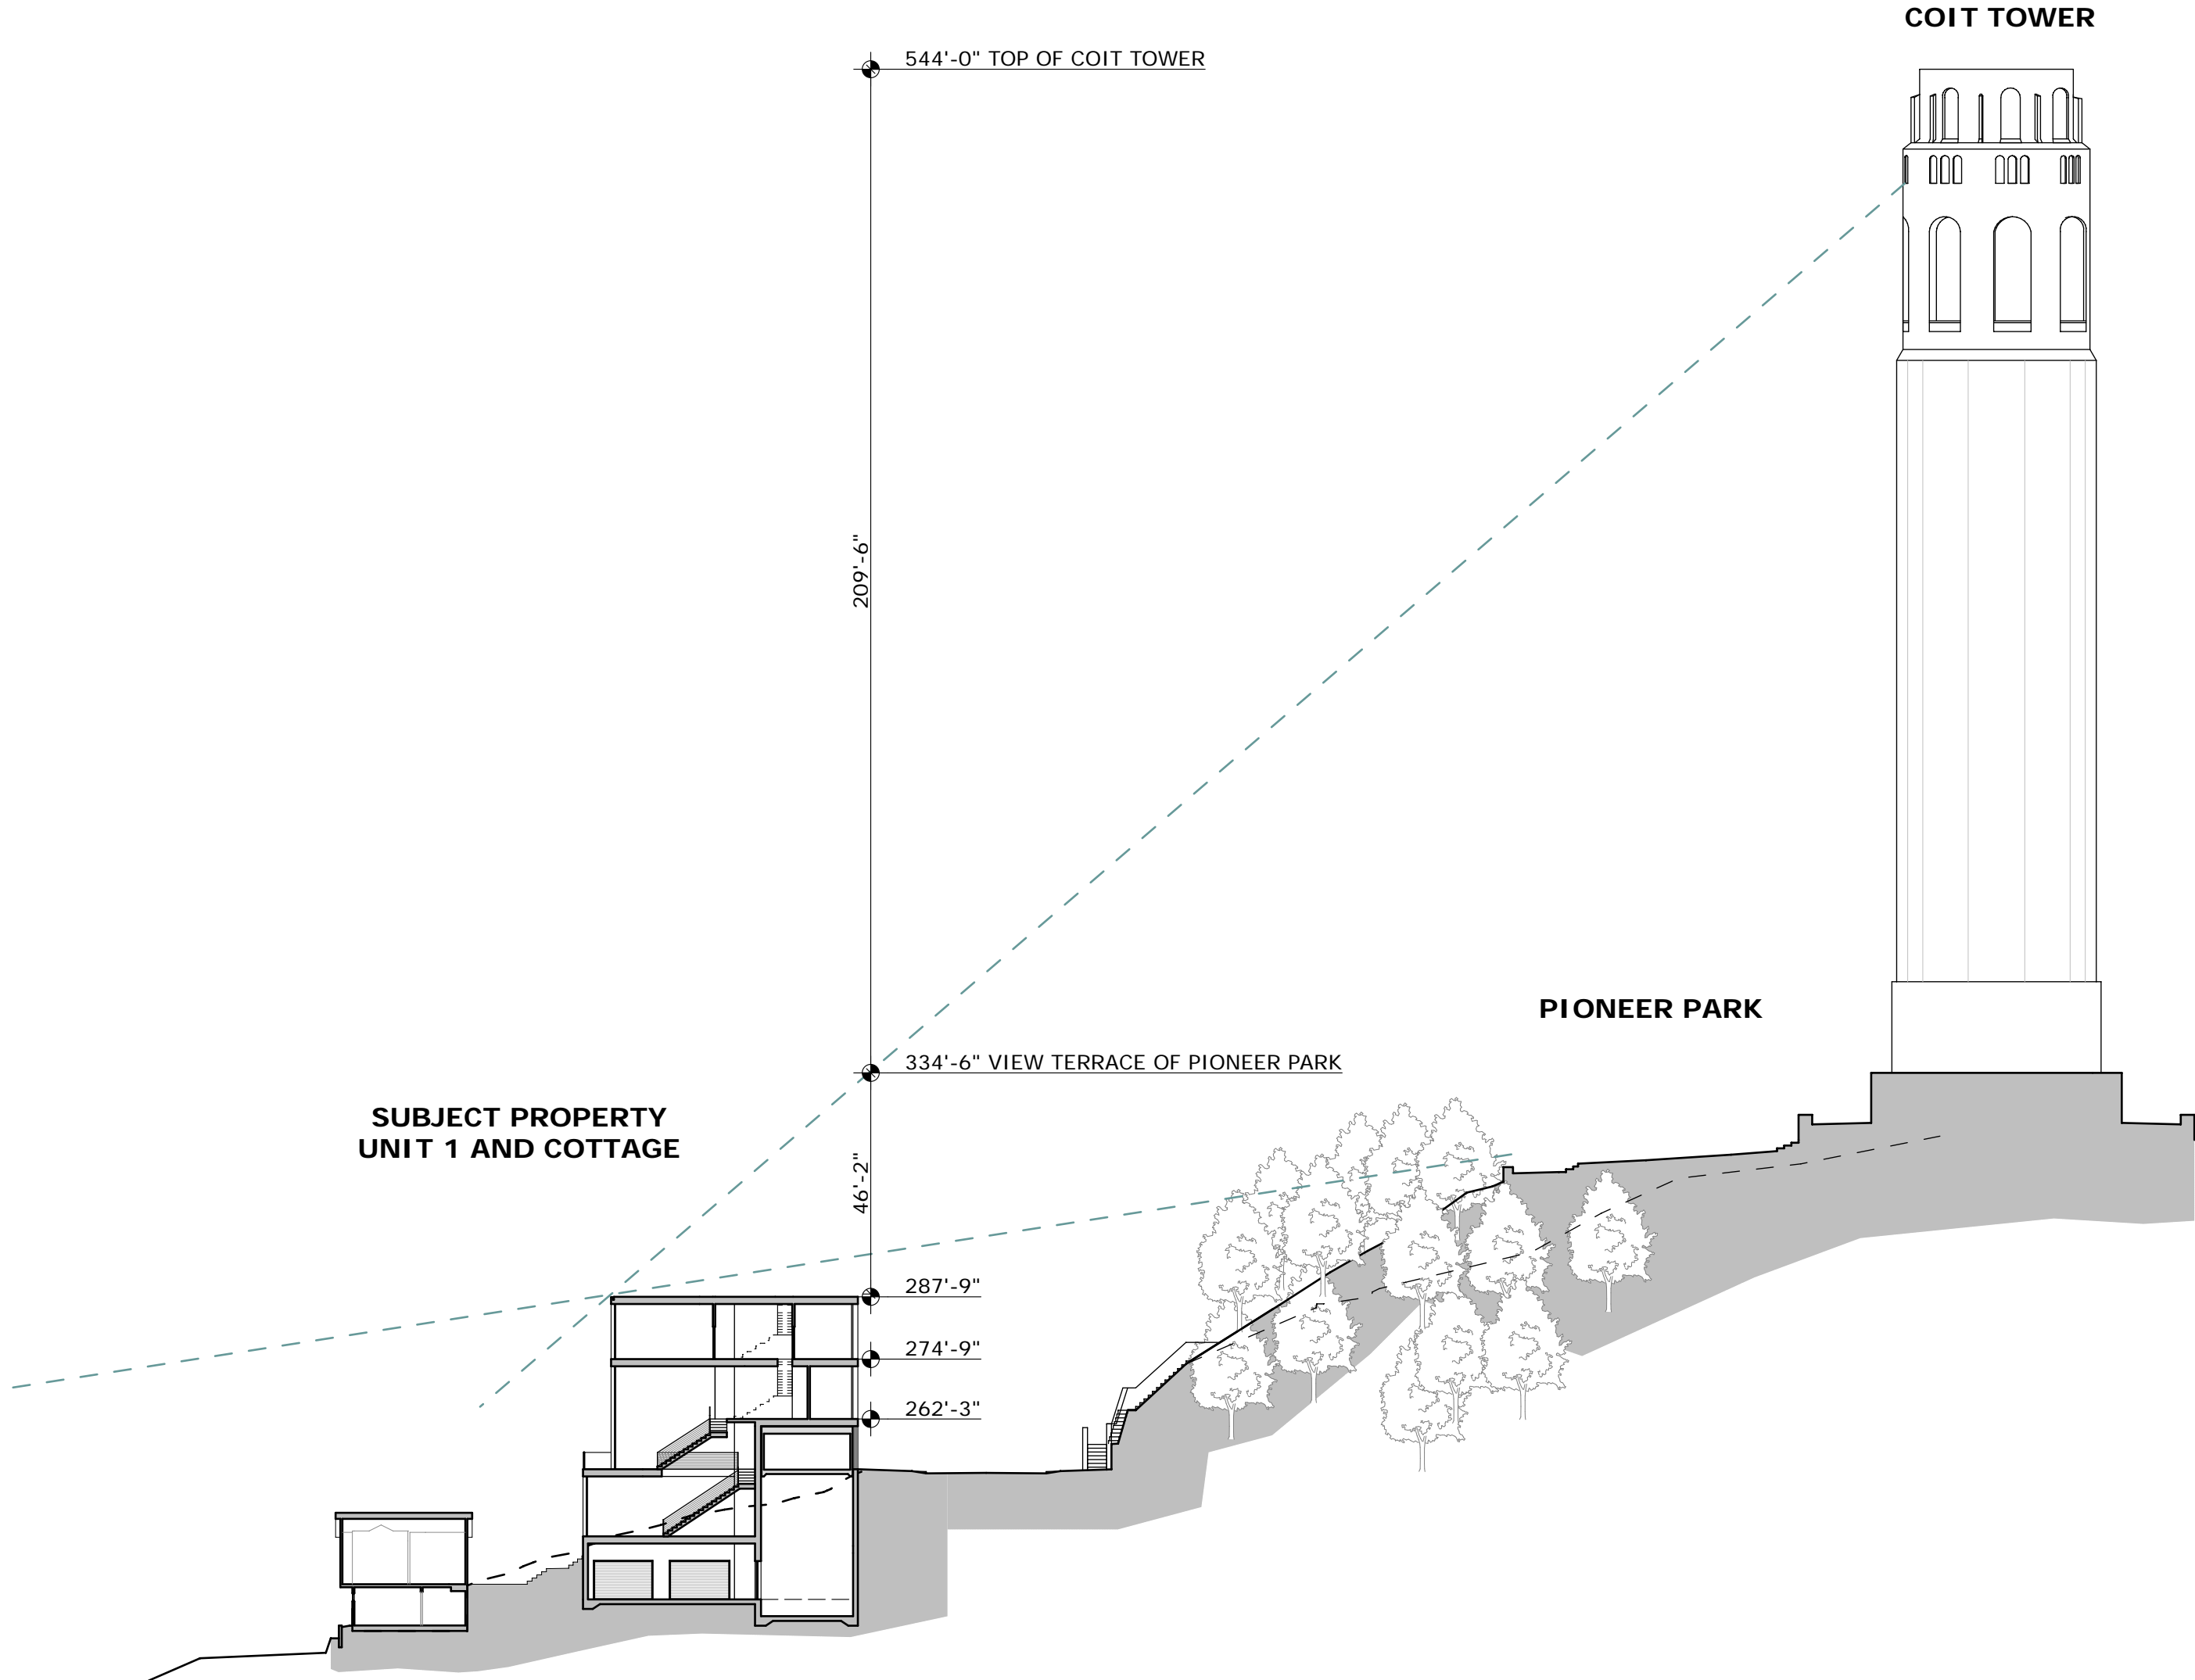 COIT TOWER
544'-0" TOP OF COIT TOWER
209'-6"
PIONEER PARK
334'-6" VIEW TERRACE OF PIONEER PARK
SUBJECT PROPERTY
UNIT 1 AND COTTAGE
46'-2"
287'-9"
274'-9"
262'-3"